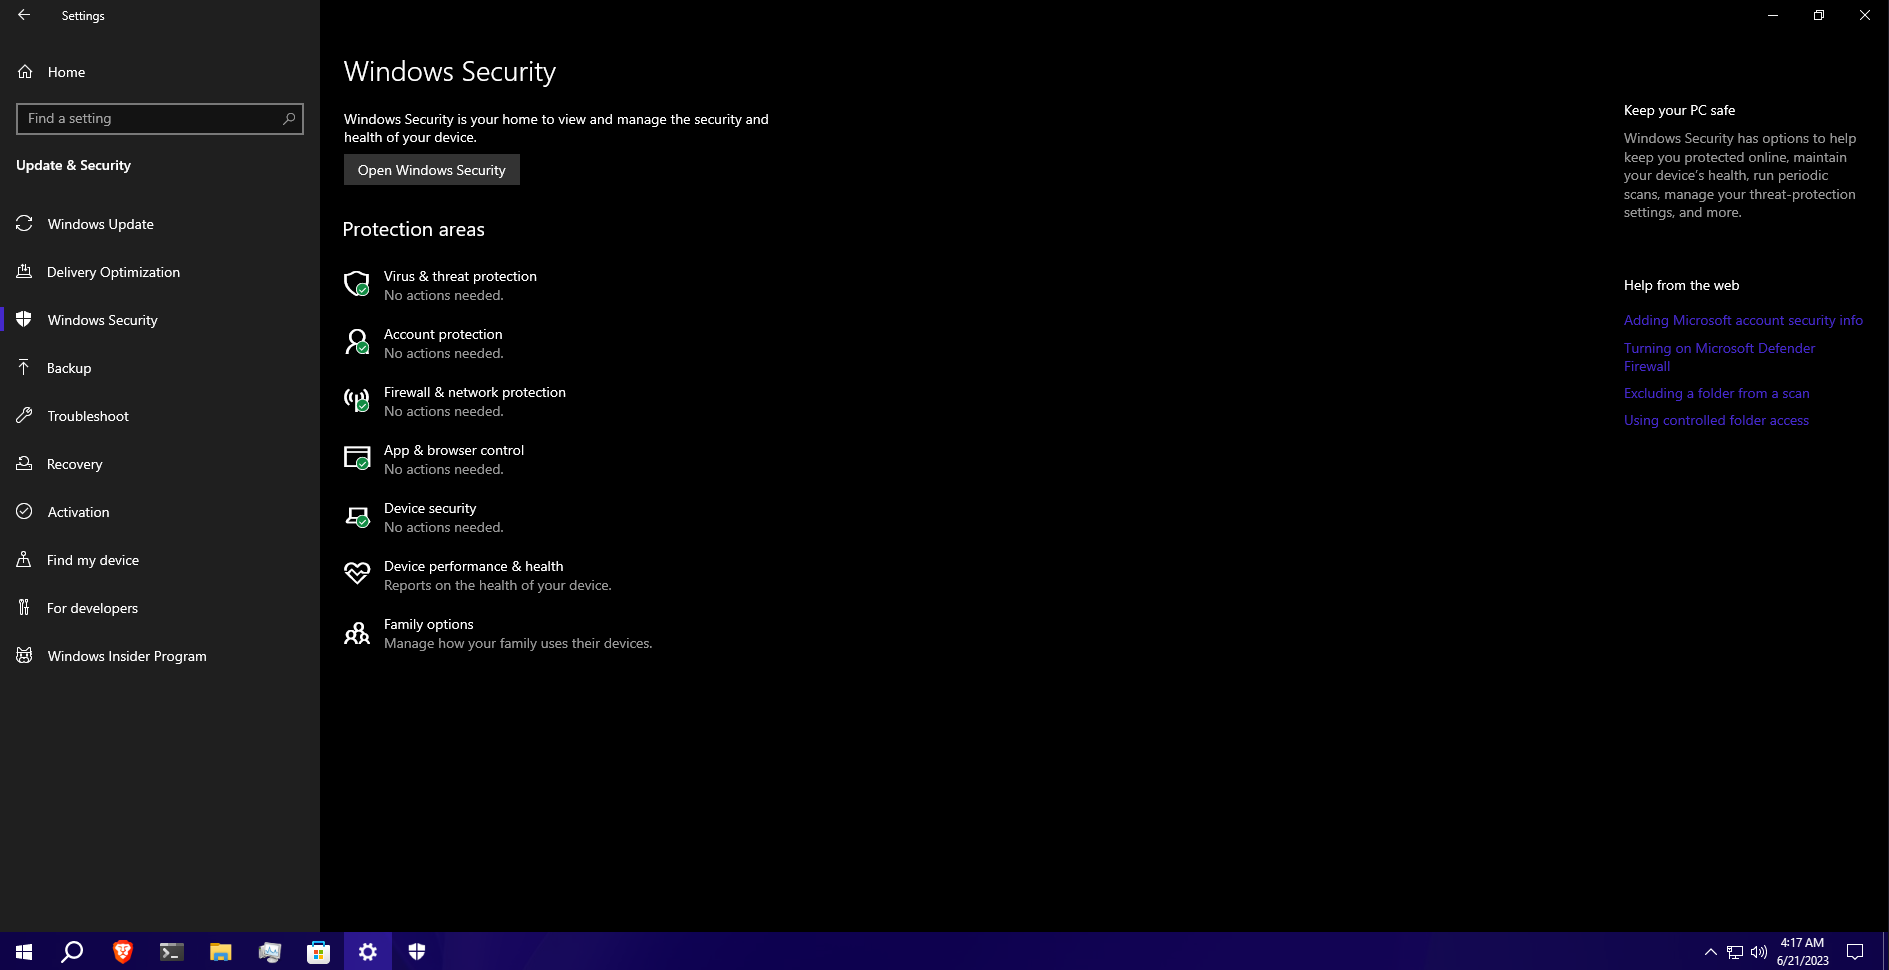 Settings
Home
Find a setting
Update & Security
Windows Update
Delivery Optimization
Windows Security
Backup
Troubleshoot
Recovery
Activation
Find my device
For developers
Windows Insider Program
Windows Security
Windows Security is your home to view and manage the security and
health of your device.
Open Windows Security
Protection areas
Virus & threat protection
No actions needed.
Account protection
No actions needed.
Firewall & network protection
No actions needed.
App & browser control
No actions needed.
Device security
No actions needed.
Device performance & health
Reports on the health of your device.
Family options
Manage how your family uses their devices.
Keep your PC safe
Windows Security has options to help
keep you protected online, maintain
your device's health, run periodic
scans, manage your threat-protection
settings, and more.
Help from the web
Adding Microsoft account security info
Turning on Microsoft Defender
Firewall
Excluding a folder from a scan
Using controlled folder access
4:17 AM
6/21/2023